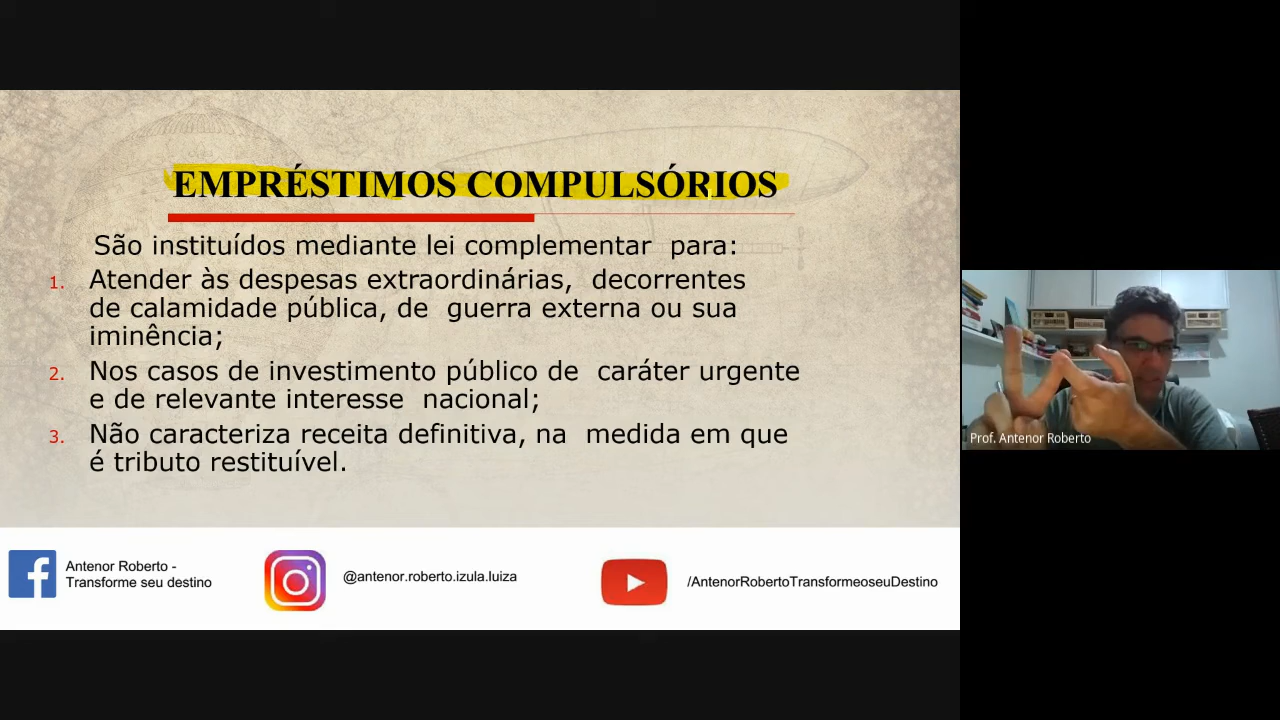 EMPRÉSTIMOS COMPULSÓRIOS
São instituídos mediante lei complementar para:
1. Atender às despesas extraordinárias, decorrentes
de calamidade pública, de guerra externa ou sua
iminência;
2. Nos casos de investimento público de caráter urgente
e de relevante interesse nacional;
3. Não caracteriza receita definitiva, na medida em que
é tributo restituível.
Prof. Antenor Roberto
Antenor Roberto -
Transforme seu destino
@antenor.roberto.izula.luiza
/AntenorRobertoTransformeoseuDestino